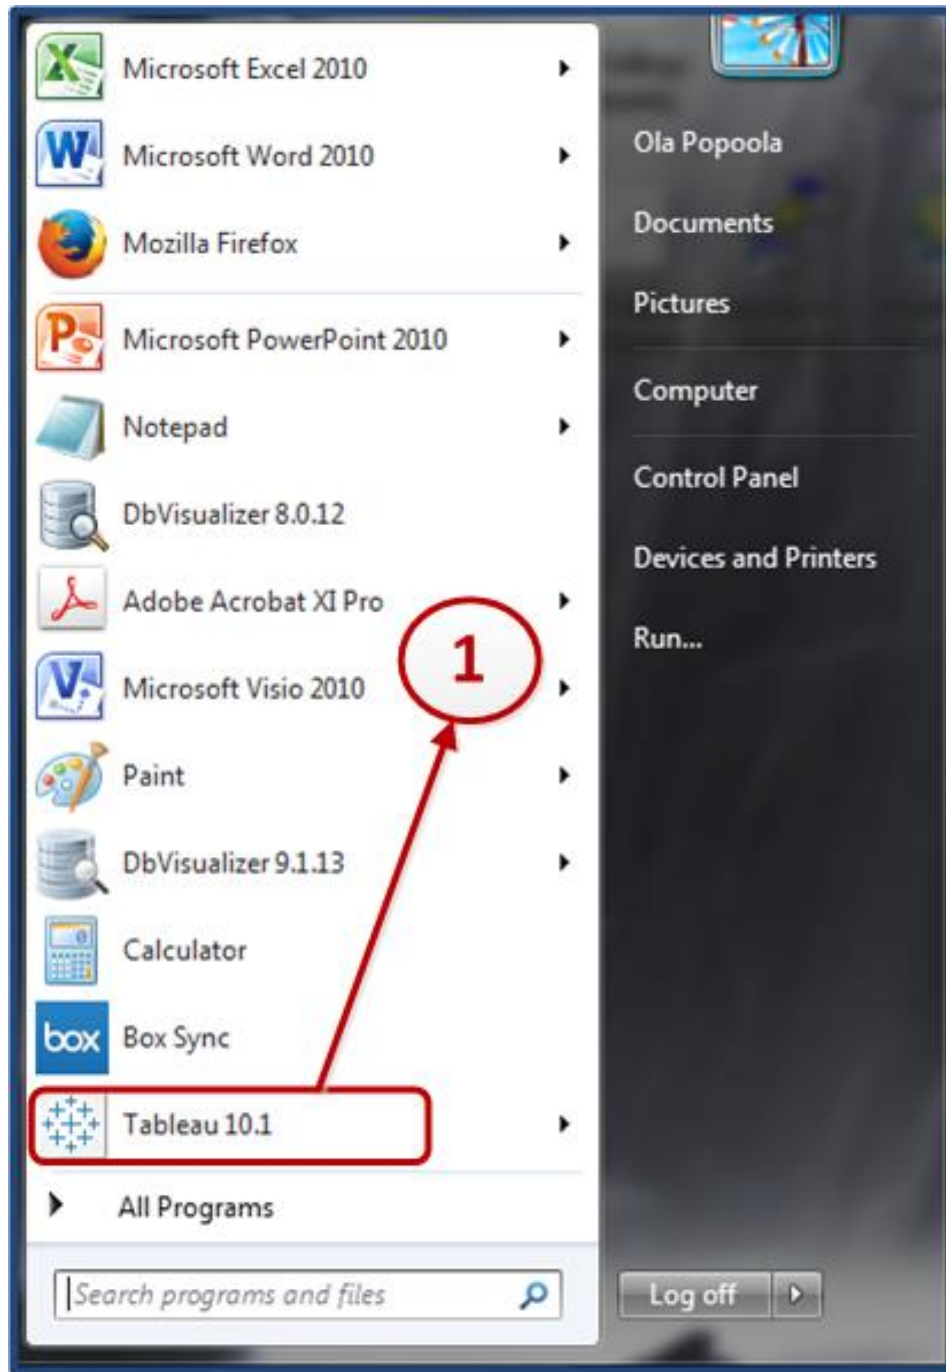 Microsoft Excel 2010
Microsoft Word 2010
Mozilla Firefox
Microsoft PowerPoint 2010
Notepad
DbVisualizer 8.0.12
Adobe Acrobat XI Pro
1
Microsoft Visio 2010
Paint
DbVisualizer 9.1.13
Calculator
box Box Sync
Tableau 10.1
All Programs
Search programs and files
Ola Popoola
Documents
Pictures
Computer
Control Panel
Devices and Printers
Run...
Log off